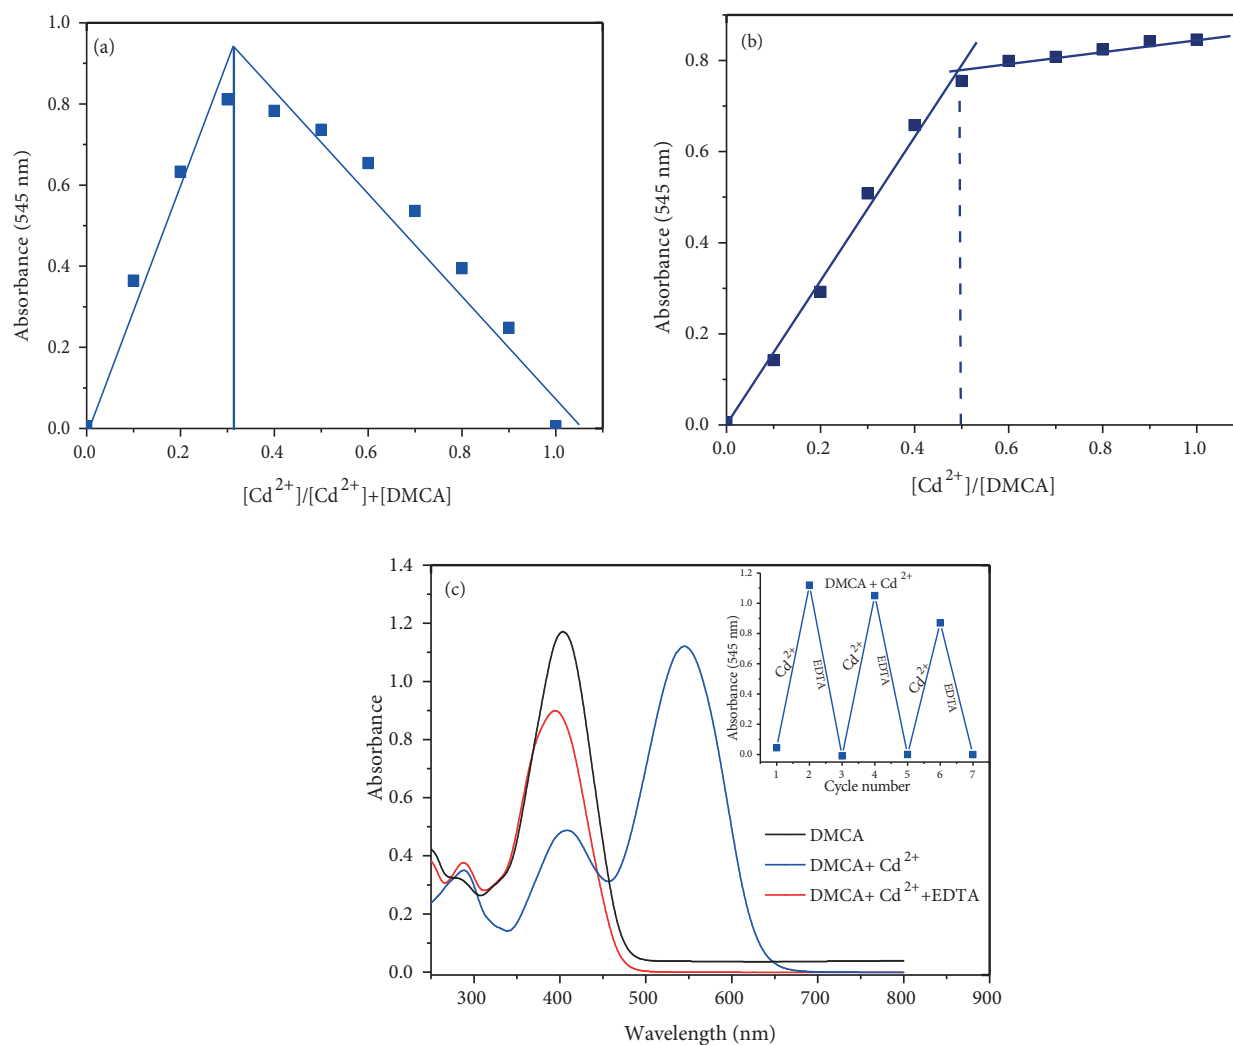 (a)
Absorbance (545 nm)
1.0
0.8
0.6
0.4
0.2
0.0
0.0 0.2 0.4 0.6 0.8 1.0
[Cd2+]/[Cd2+]+[DMCA]
(b)
Absorbance (545 nm)
0.8
0.6
0.4
0.2
0.0
0.0 0.2 0.4 0.6 0.8 1.0
[Cd2+]/[DMCA]
(c)
Absorbance
1.4
1.2
1.0
0.8
0.6
0.4
0.2
0.0
300 400 500 600 700 800 900
Wavelength (nm)
DMCA + Cd2+
Absorbance (545 nm)
1.2
1.0
0.8
0.6
0.4
0.2
0.0
Cd2+
EDTA
Cd2+
EDTA
Cd2+
EDTA
1 2 3 4 5 6 7
Cycle number
DMCA
DMCA+ Cd2+
DMCA+ Cd2++EDTA